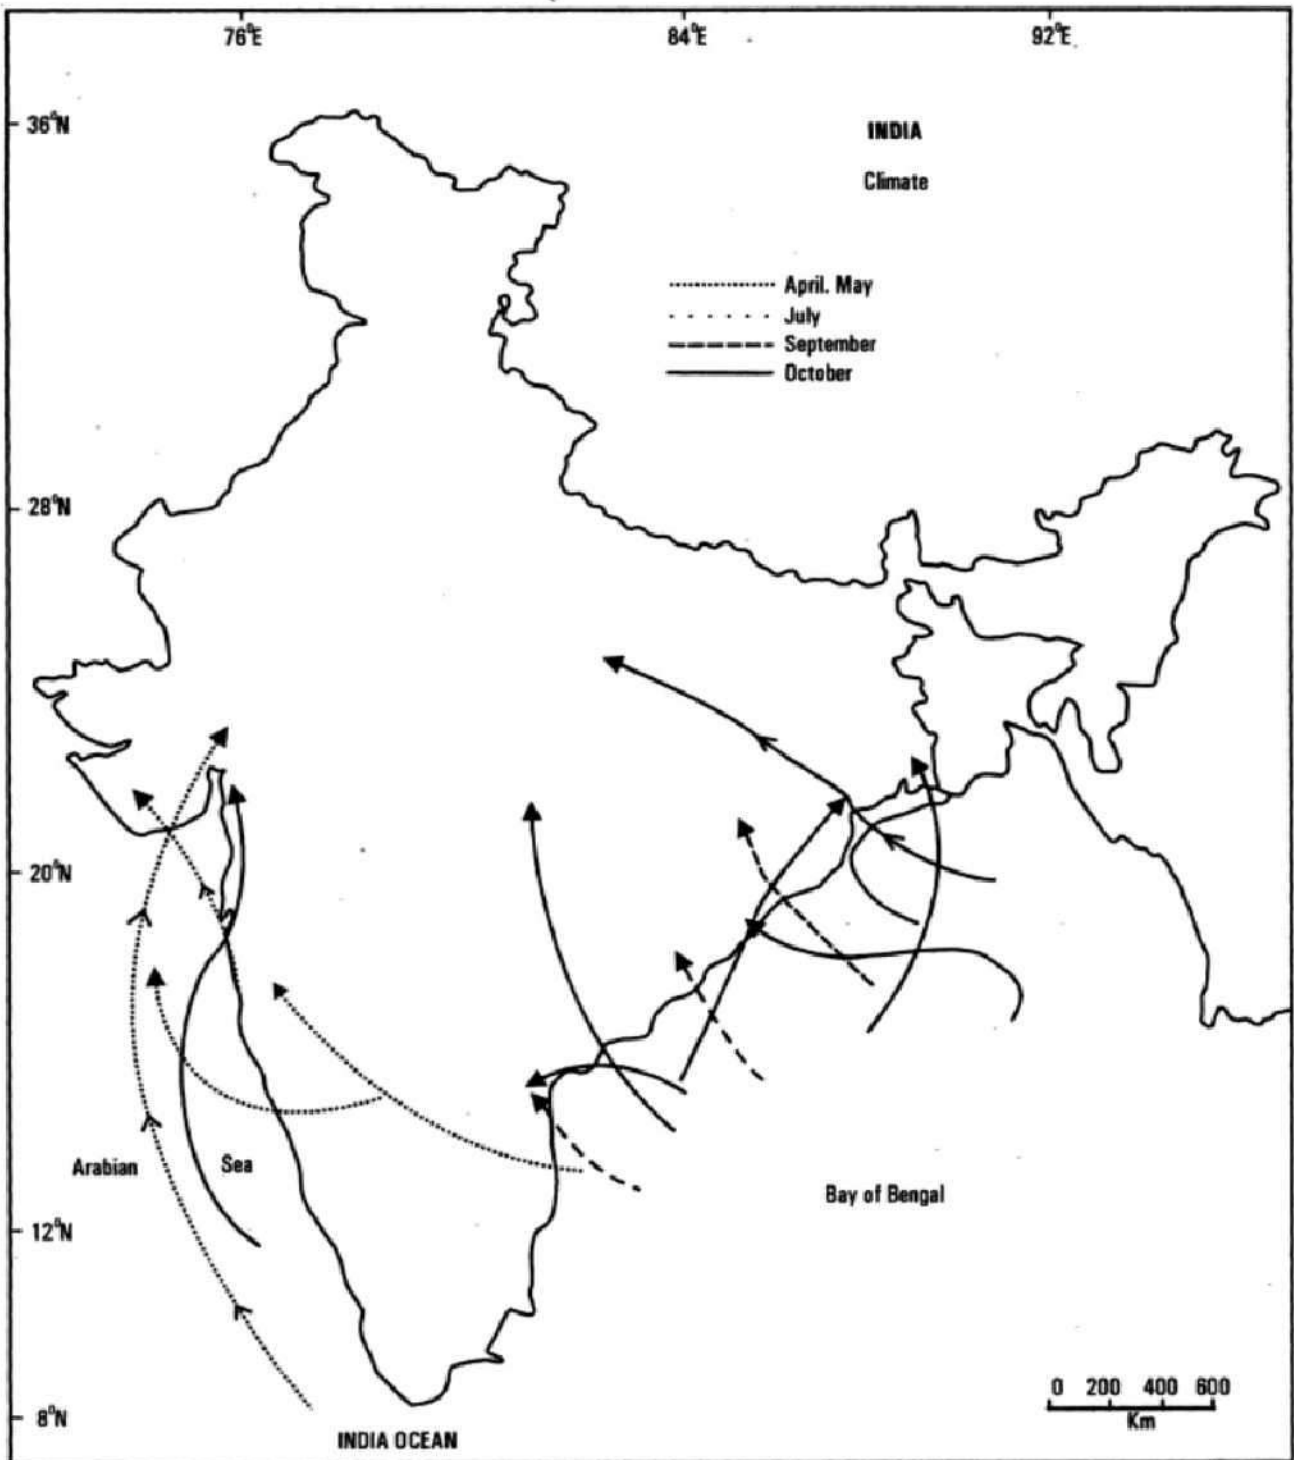 76°E 84°E 92°E
36°N
INDIA
Climate
April. May
July
September
October
28°N
20°N
Arabian Sea
Bay of Bengal
12°N
0 200 400 600
Km
8°N
INDIA OCEAN